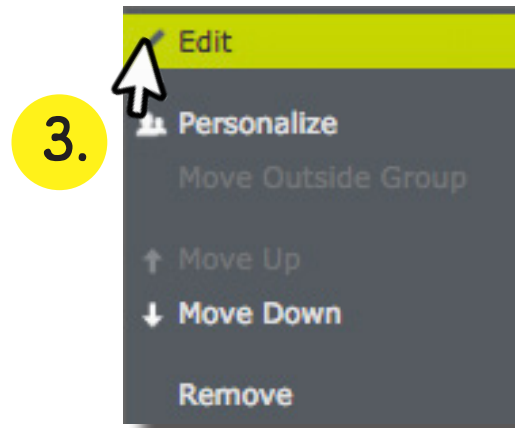 Edit
3.
Personalize
Move Outside Group
Move Up
Move Down
Remove